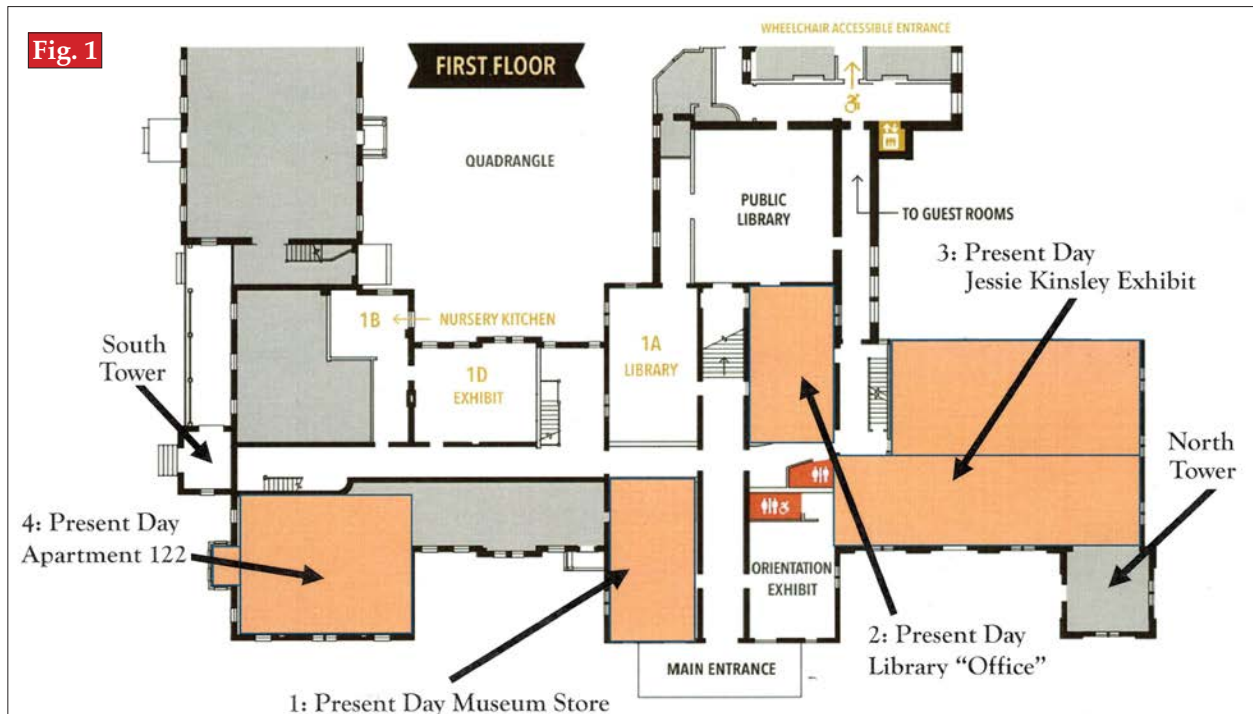 Fig. 1
FIRST FLOOR
WHEELCHAIR ACCESSIBLE ENTRANCE
QUADRANGLE
PUBLIC
LIBRARY
TO GUEST ROOMS
3: Present Day
Jessie Kinsley Exhibit
1B
NURSERY KITCHEN
South
Tower
1D
EXHIBIT
1A
LIBRARY
North
Tower
4: Present Day
Apartment 122
ORIENTATION
EXHIBIT
2: Present Day
Library “Office”
MAIN ENTRANCE
1: Present Day Museum Store